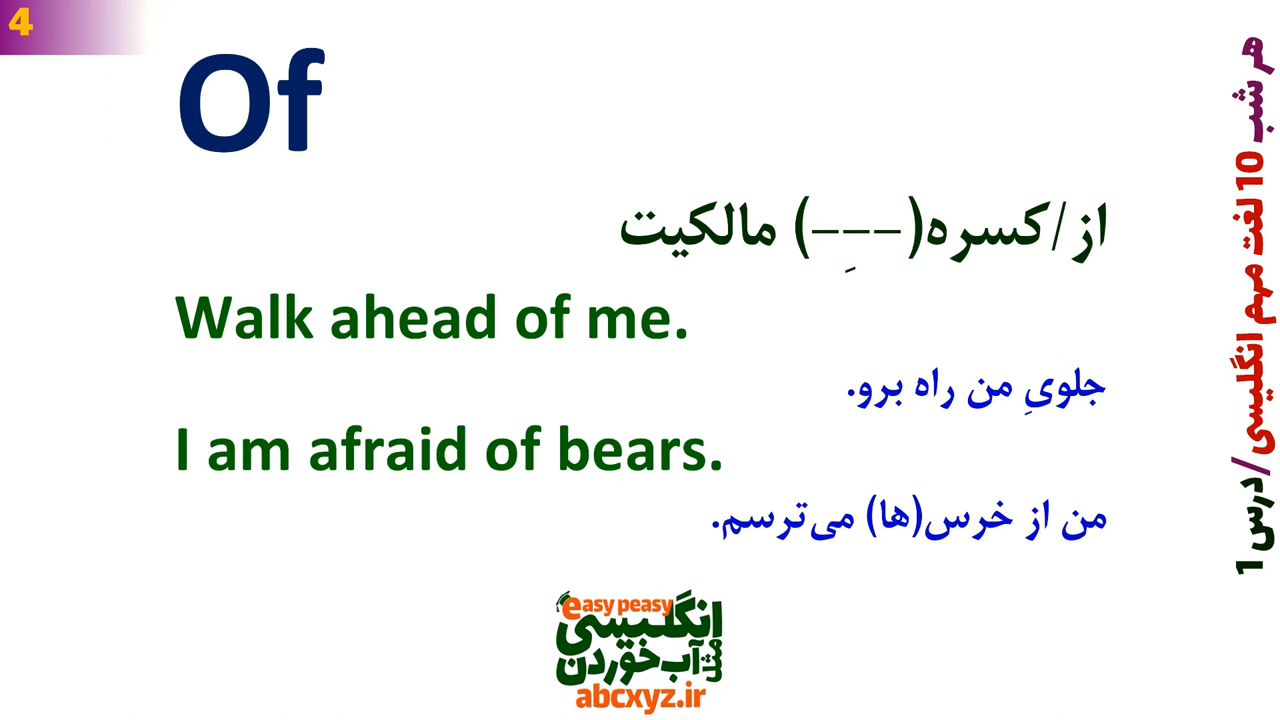 4
Of
از/کسره(---ِ) مالکیت
Walk ahead of me.
جلویِ من راه برو.
I am afraid of bears.
من از خرس(ها) می‌ترسم.
هر شب 10 لغت مهم انگلیسی/درس 1
easy peasy
انگلیسی
مثل آب خوردن
abcxyz.ir